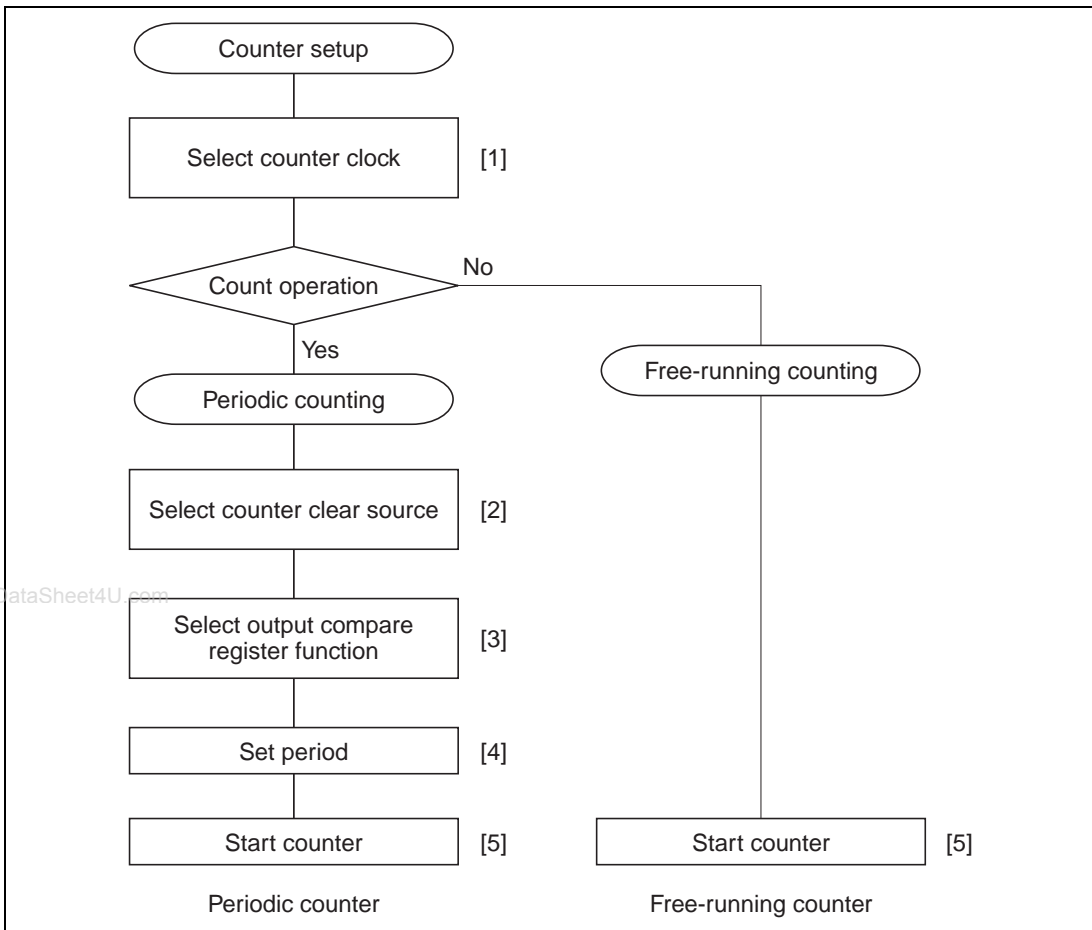 Counter setup
Select counter clock [1]
Count operation
No
Yes
Free-running counting
Periodic counting
Select counter clear source [2]
DataSheet4U.com
Select output compare
register function
[3]
Set period [4]
Start counter [5]
Start counter [5]
Periodic counter
Free-running counter